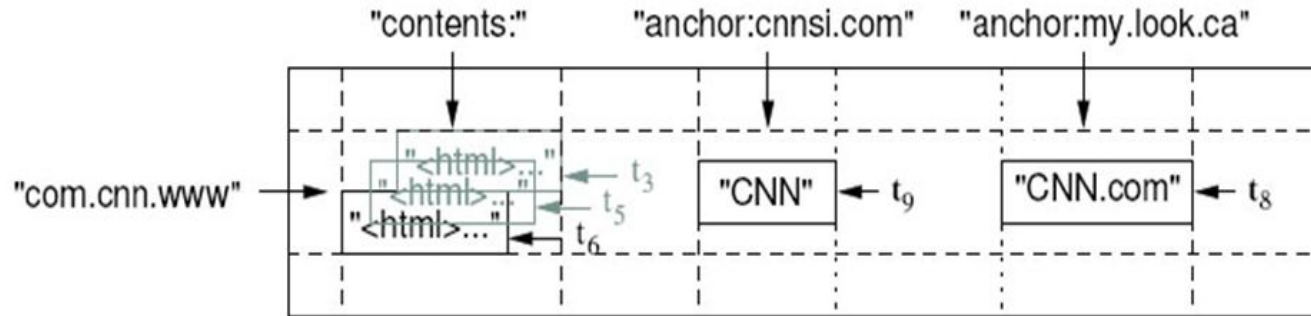 "contents:" "anchor:cnnsi.com" "anchor:my.look.ca"
"<html>..." t3
"com.cnn.www" "<html>..." "CNN" t9 "CNN.com" t8
t5
"<html>..." t6